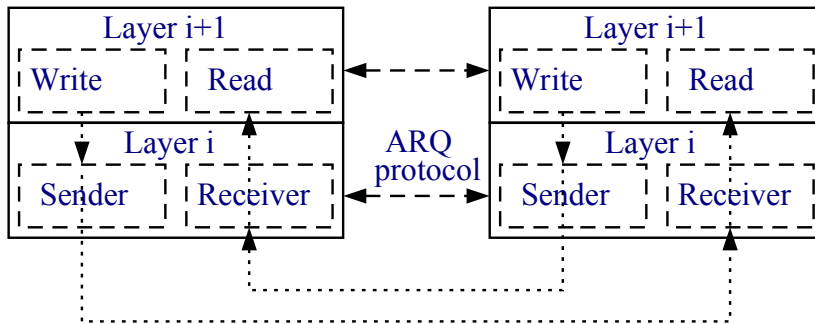 Layer i+1
Write Read
Layer i
Sender Receiver
ARQ
protocol
Layer i+1
Write Read
Layer i
Sender Receiver